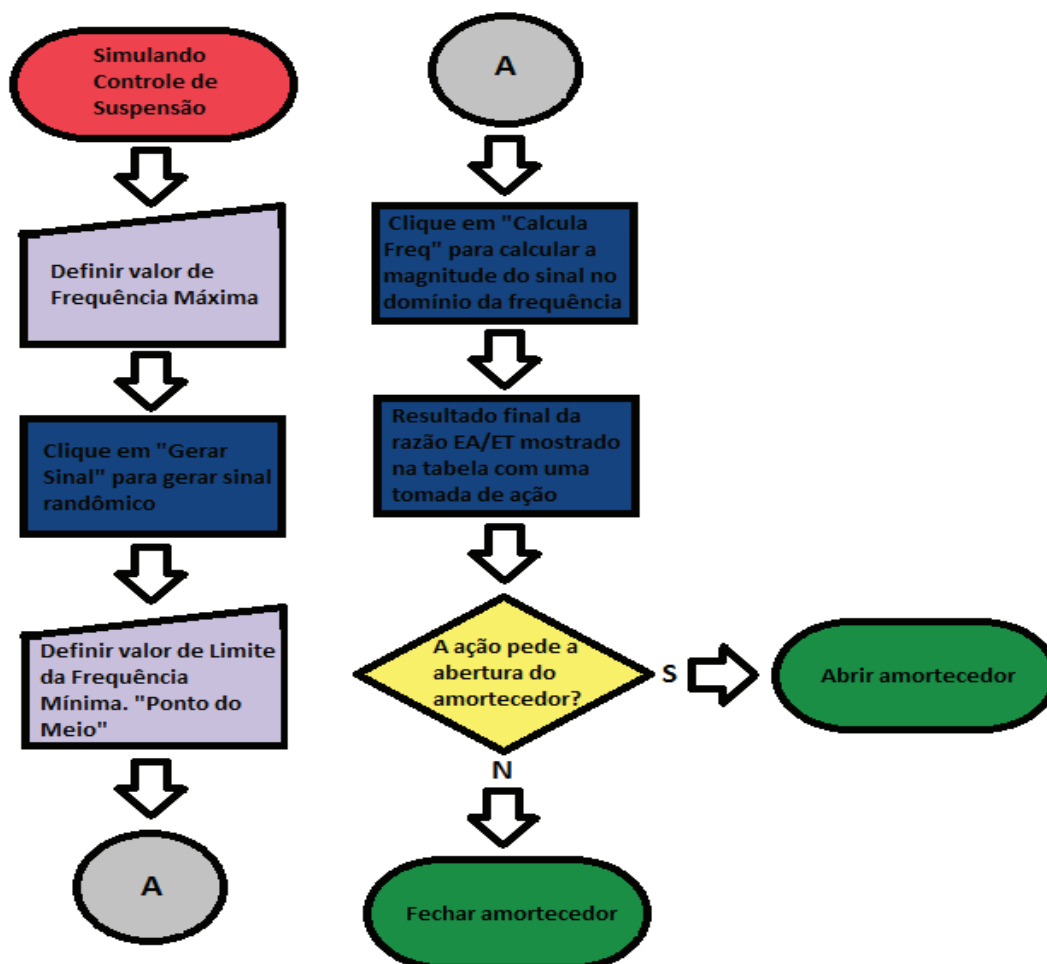 Simulando
Controle de
Suspensão
Definir valor de
Frequência Máxima
Clique em "Gerar
Sinal" para gerar sinal
randômico
Definir valor de Limite
da Frequência
Mínima. "Ponto do
Meio"
A
A
Clique em "Calcula
Freq" para calcular a
magnitude do sinal no
domínio da frequência
Resultado final da
razão EA/ET mostrado
na tabela com uma
tomada de ação
A ação pede a
abertura do
amortecedor?
S
Abrir amortecedor
N
Fechar amortecedor